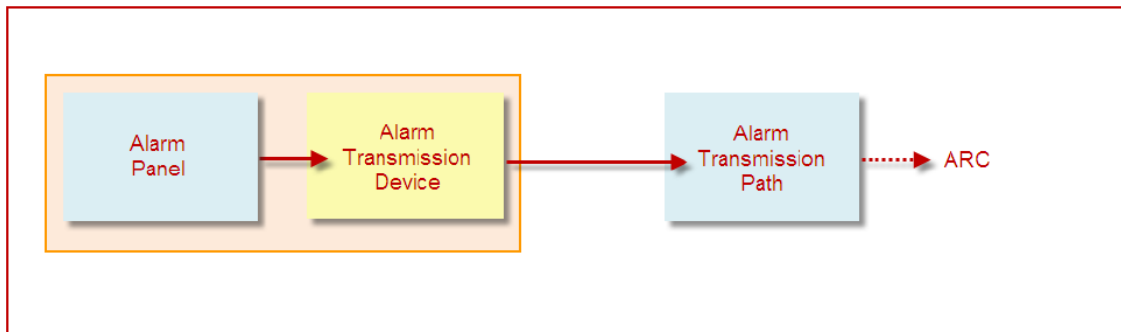 Alarm
Panel
Alarm
Transmission
Device
Alarm
Transmission
Path
ARC